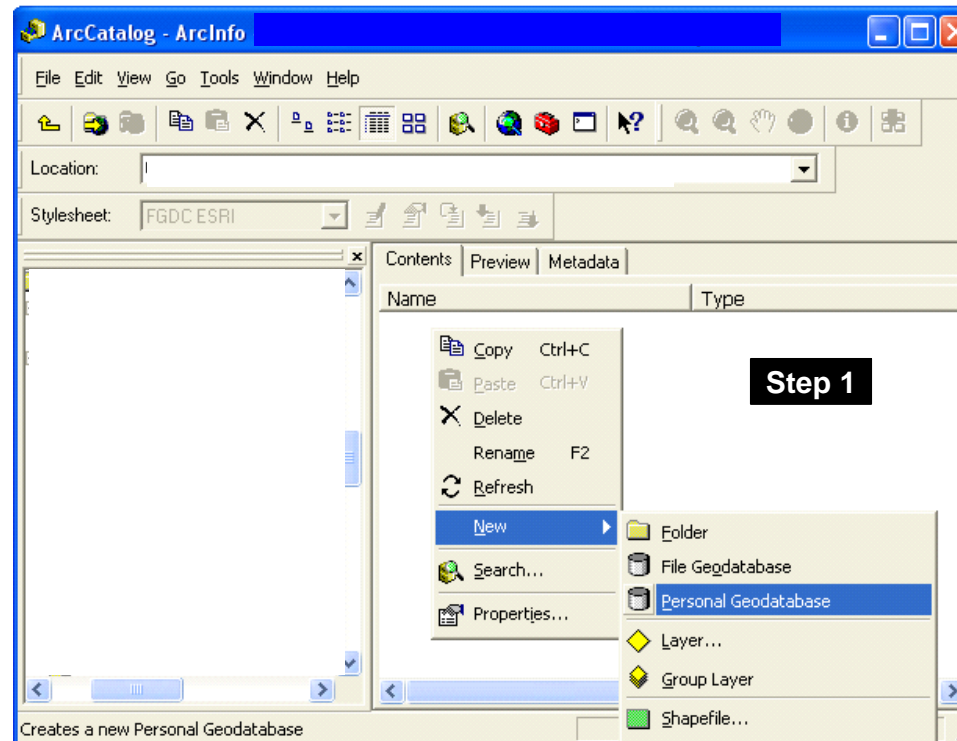 ArcCatalog - ArcInfo
File Edit View Go Tools Window Help
Location:
Stylesheet: FGDC ESRI
Contents Preview Metadata
Name Type
Step 1
Copy Ctrl+C
Paste Ctrl+V
Delete
Rename F2
Refresh
New
Search...
Properties...
Folder
File Geodatabase
Personal Geodatabase
Layer...
Group Layer
Shapefile...
Creates a new Personal Geodatabase